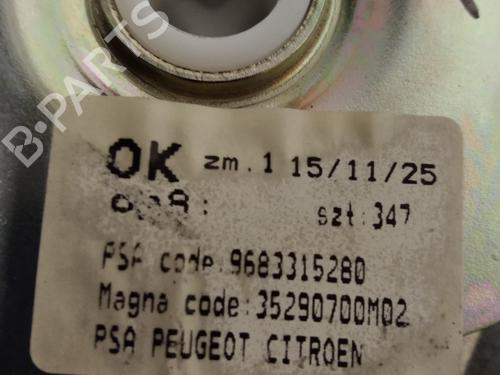 B-PARTS
OK zm.1 15/11/25
szt:347
PSA code:9683315280
Magna code:35290700M02
PSA PEUGEOT CITROEN